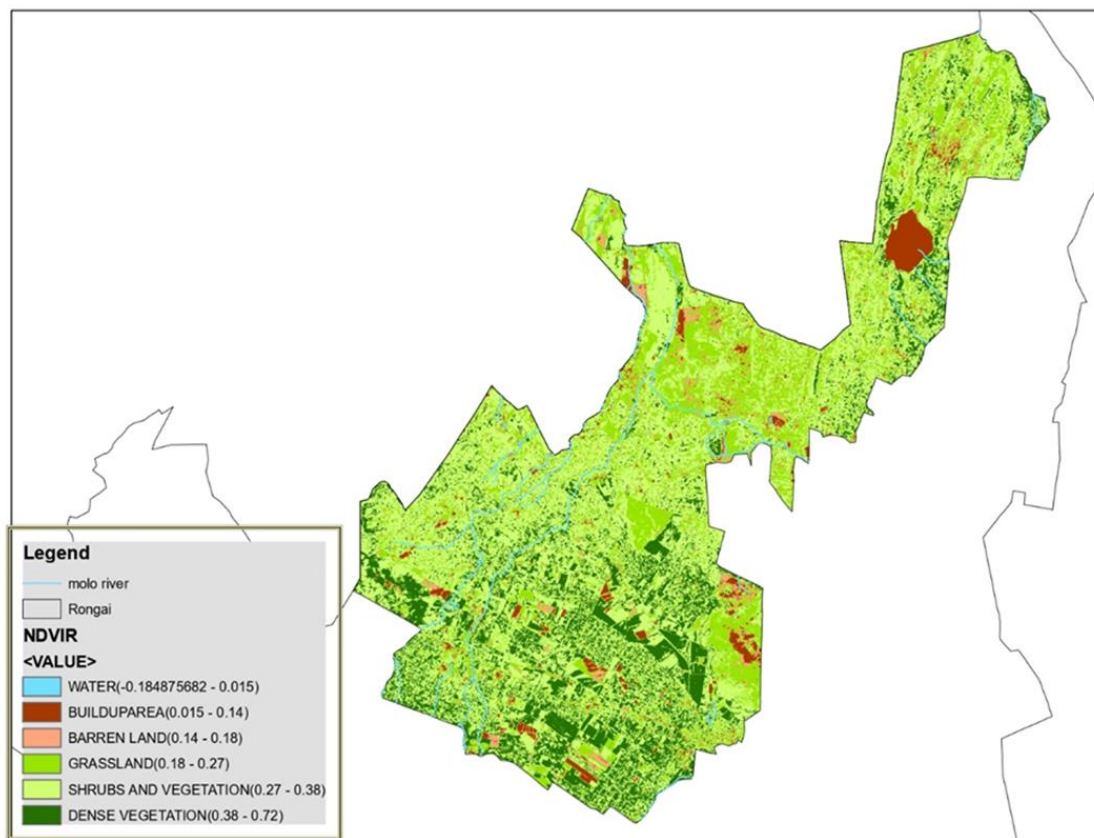 Legend
molo river
Rongai
NDVIR
<VALUE>
WATER(-0.184875682 - 0.015)
BUILDUPAREA(0.015 - 0.14)
BARREN LAND(0.14 - 0.18)
GRASSLAND(0.18 - 0.27)
SHRUBS AND VEGETATION(0.27 - 0.38)
DENSE VEGETATION(0.38 - 0.72)